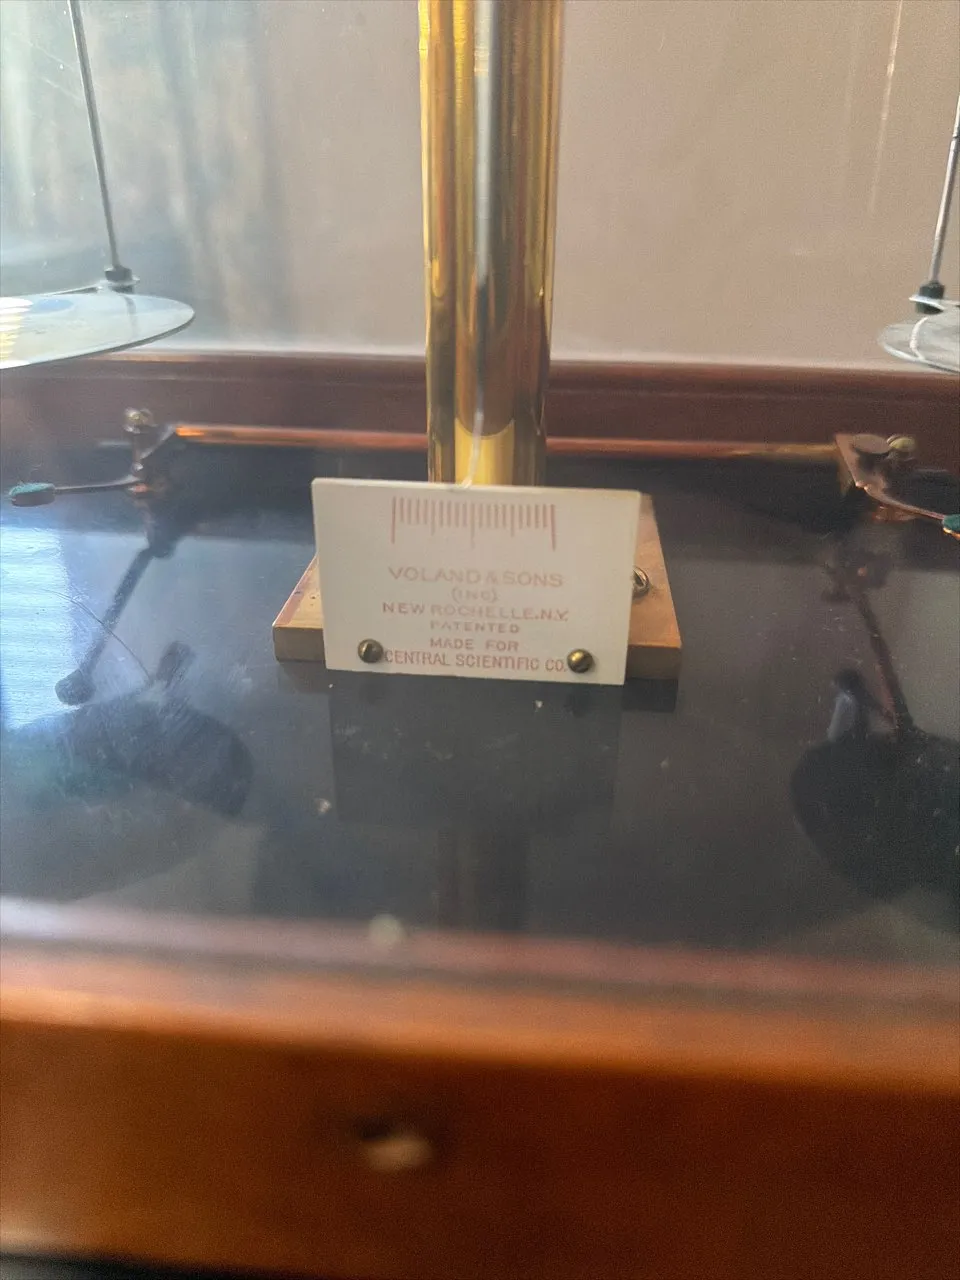 VOLAND & SONS
(INC)
NEW ROCHELLE. N.Y.
PATENTED
MADE FOR
CENTRAL SCIENTIFIC CO.